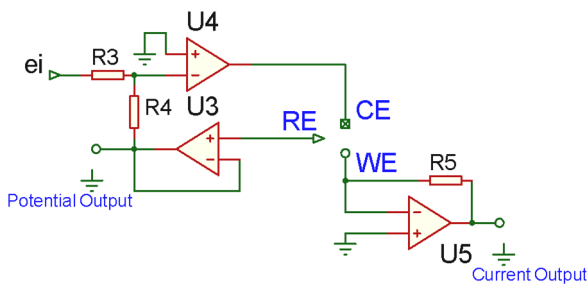 U4
ei
R3
R4
U3
RE
CE
WE
R5
Potential Output
U5
Current Output